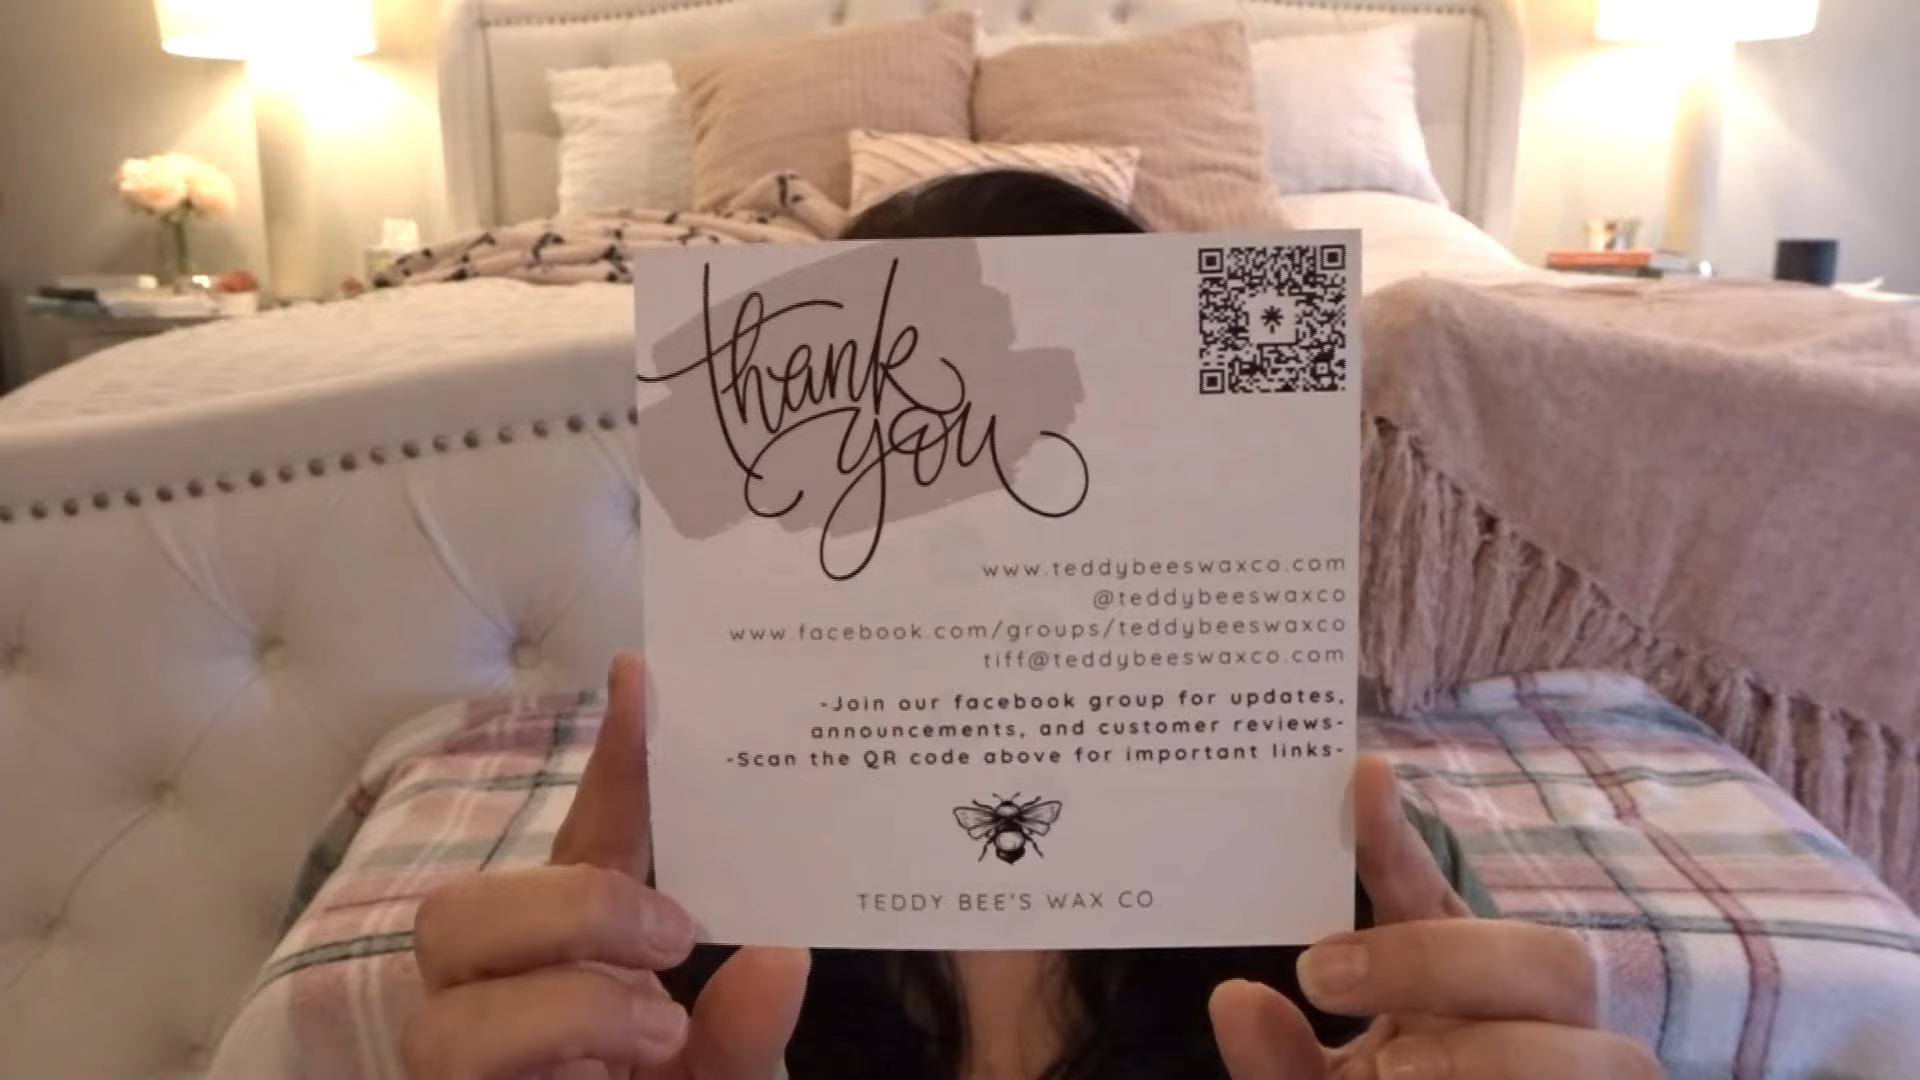 thank
you
www.teddybeeswaxco.com
@teddybeeswaxco
www.facebook.com/groups/teddybeeswaxco
tiff@teddybeeswaxco.com
-Join our facebook group for updates,
announcements, and customer reviews-
-Scan the QR code above for important links-
TEDDY BEE'S WAX CO